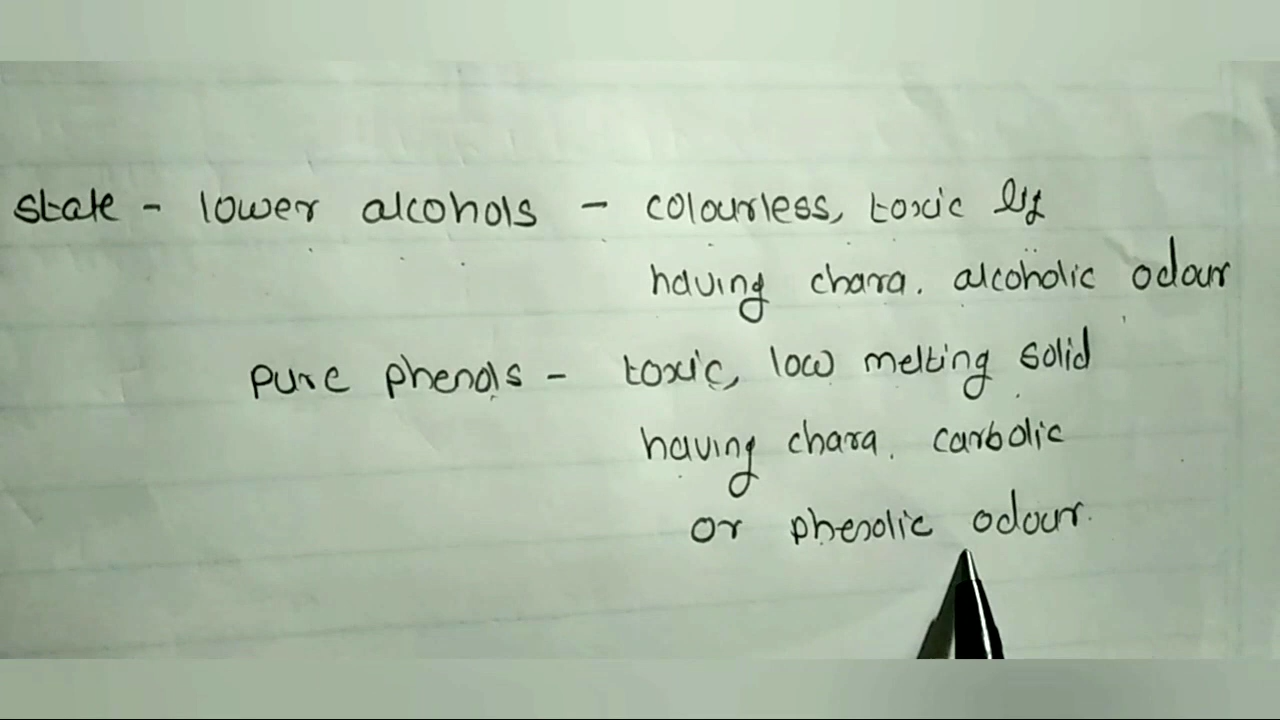 state - lower alcohols - colourless, toxic liq
having chara. alcoholic odour
pure phenols - toxic, low melting solid
having chara. carbolic
or phenolic odour.